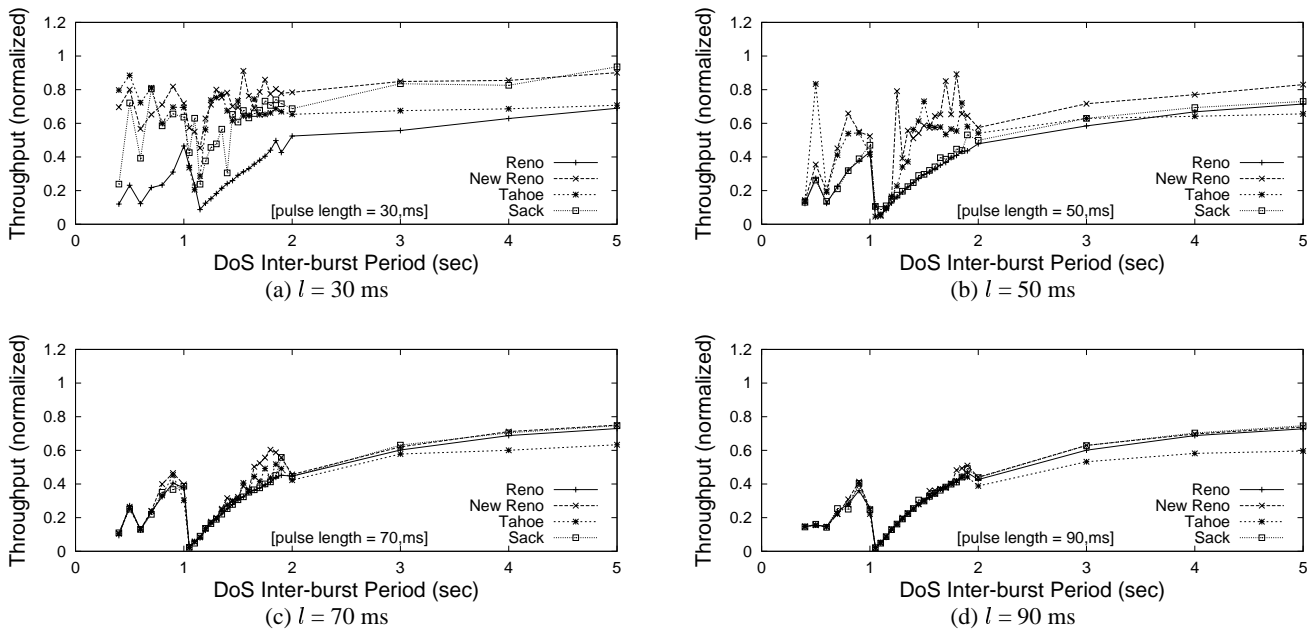 Throughput (normalized)
1.2
1
0.8
0.6
0.4
0.2
0
Reno
New Reno
Tahoe
Sack
[pulse length = 30,ms]
0 1 2 3 4 5
DoS Inter-burst Period (sec)
(a) l = 30 ms
Throughput (normalized)
1.2
1
0.8
0.6
0.4
0.2
0
Reno
New Reno
Tahoe
Sack
[pulse length = 50,ms]
0 1 2 3 4 5
DoS Inter-burst Period (sec)
(b) l = 50 ms
Throughput (normalized)
1.2
1
0.8
0.6
0.4
0.2
0
Reno
New Reno
Tahoe
Sack
[pulse length = 70,ms]
0 1 2 3 4 5
DoS Inter-burst Period (sec)
(c) l = 70 ms
Throughput (normalized)
1.2
1
0.8
0.6
0.4
0.2
0
Reno
New Reno
Tahoe
Sack
[pulse length = 90,ms]
0 1 2 3 4 5
DoS Inter-burst Period (sec)
(d) l = 90 ms